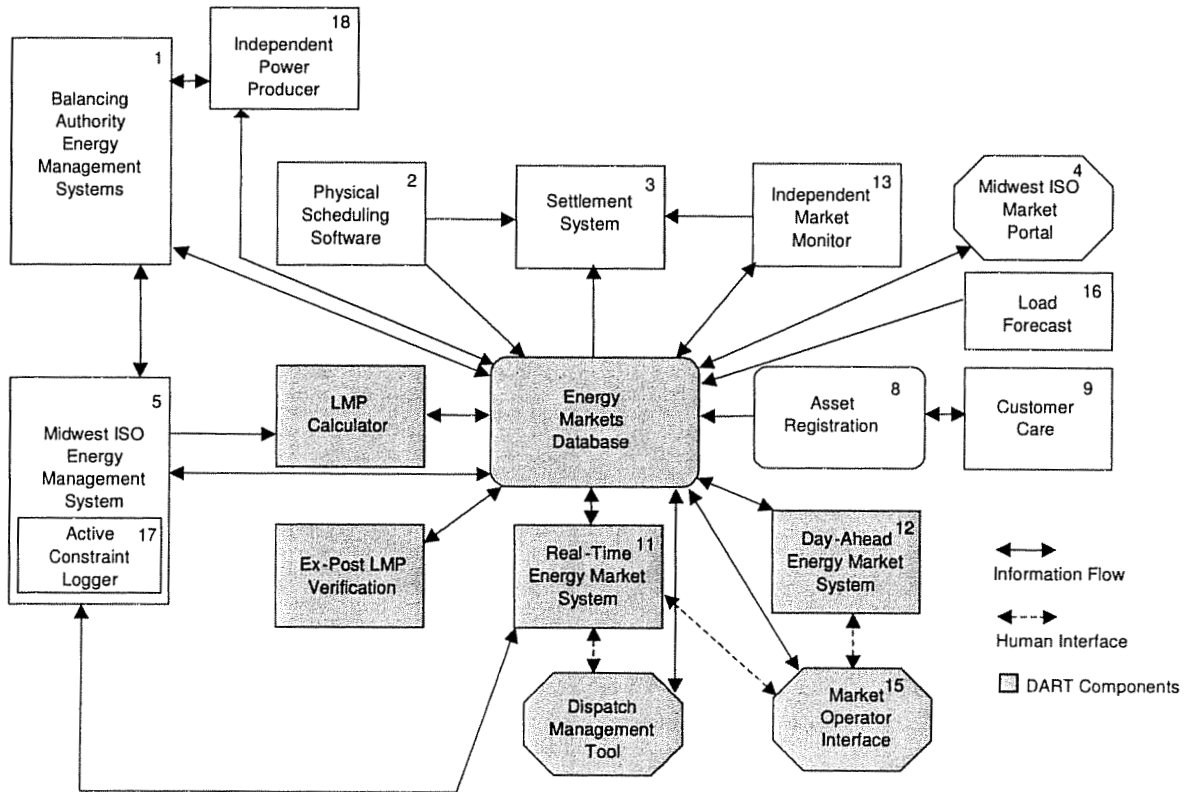 18
Independent
Power
Producer
1
Balancing
Authority
Energy
Management
Systems
2
Physical
Scheduling
Software
3
Settlement
System
13
Independent
Market
Monitor
4
Midwest ISO
Market
Portal
16
Load
Forecast
5
Midwest ISO
Energy
Management
System
Active
Constraint
Logger
17
LMP
Calculator
Energy
Markets
Database
8
Asset
Registration
9
Customer
Care
Ex-Post LMP
Verification
11
Real-Time
Energy Market
System
12
Day-Ahead
Energy Market
System
Dispatch
Management
Tool
15
Market
Operator
Interface
Information Flow
Human Interface
DART Components